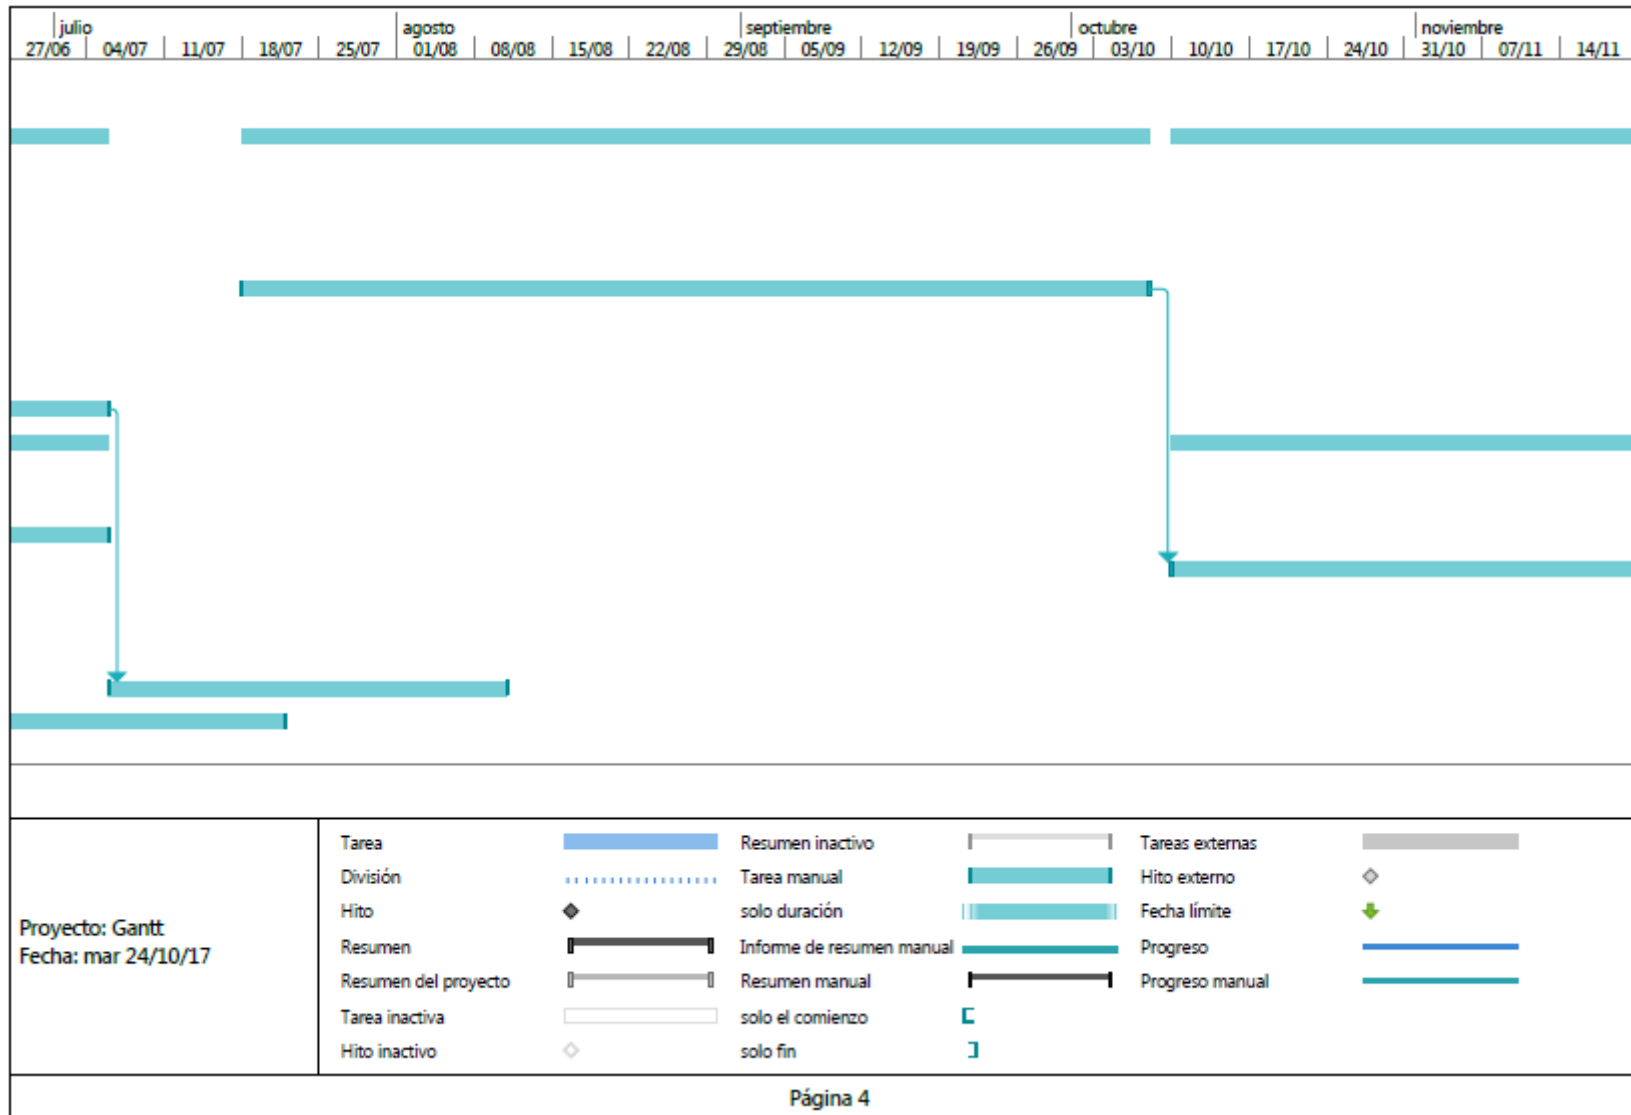 julio agosto septiembre octubre noviembre
27/06 04/07 11/07 18/07 25/07 01/08 08/08 15/08 22/08 29/08 05/09 12/09 19/09 26/09 03/10 10/10 17/10 24/10 31/10 07/11 14/11
Proyecto: Gantt
Fecha: mar 24/10/17
Tarea
División
Hito
Resumen
Resumen del proyecto
Tarea inactiva
Hito inactivo
Resumen inactivo
Tarea manual
solo duración
Informe de resumen manual
Resumen manual
solo el comienzo
solo fin
Tareas externas
Hito externo
Fecha límite
Progreso
Progreso manual
Página 4